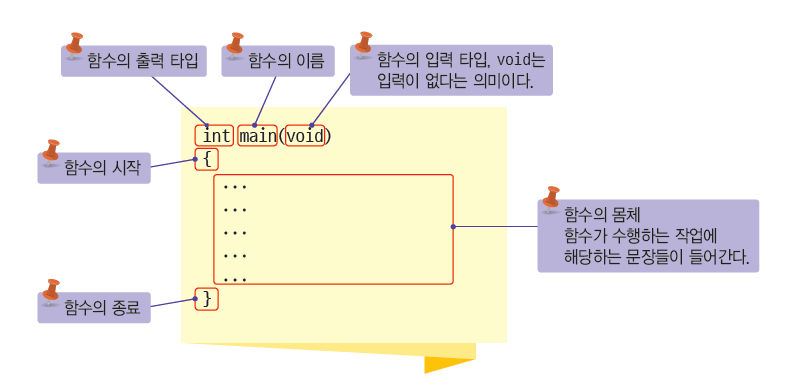 함수의 출력 타입
함수의 이름
함수의 입력 타입, void는
입력이 없다는 의미이다.
int main(void)
함수의 시작
{
...
...
...
...
...
함수의 몸체
함수가 수행하는 작업에
해당하는 문장들이 들어간다.
함수의 종료
}